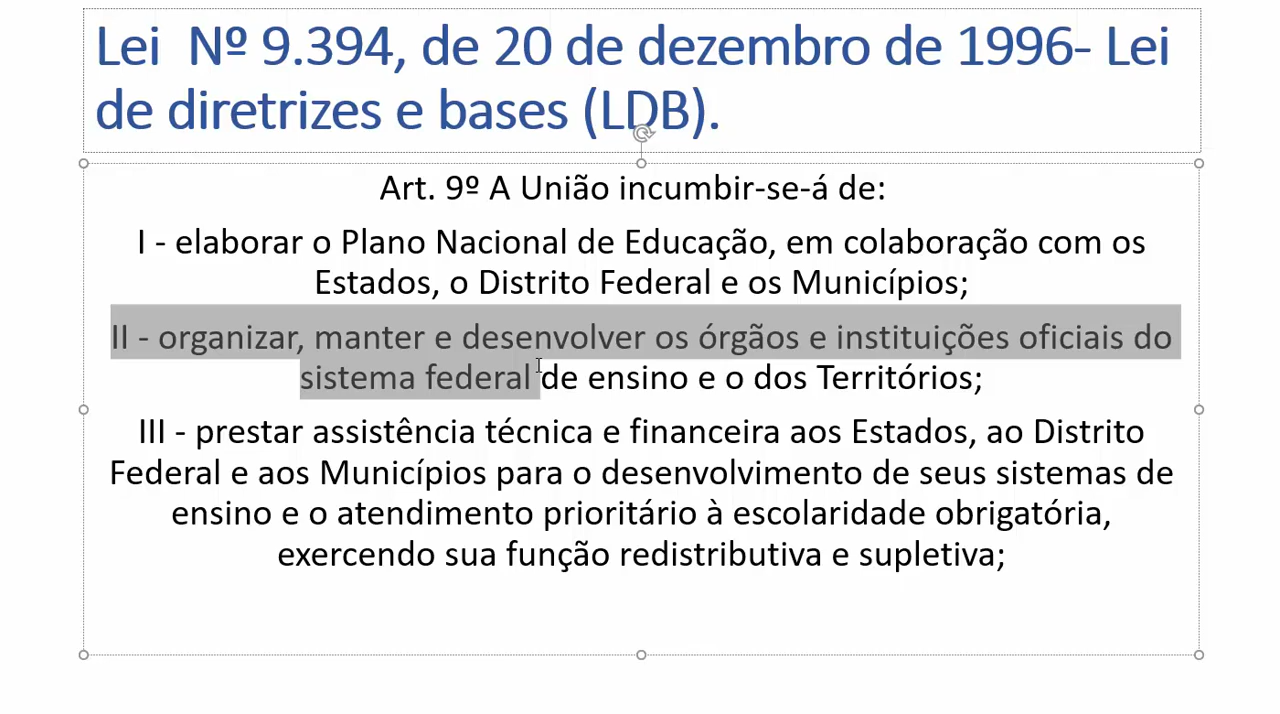 Lei  Nº 9.394, de 20 de dezembro de 1996- Lei
de diretrizes e bases (LDB).
Art. 9º A União incumbir-se-á de:
I - elaborar o Plano Nacional de Educação, em colaboração com os
Estados, o Distrito Federal e os Municípios;
II - organizar, manter e desenvolver os órgãos e instituições oficiais do
sistema federal de ensino e o dos Territórios;
III - prestar assistência técnica e financeira aos Estados, ao Distrito
Federal e aos Municípios para o desenvolvimento de seus sistemas de
ensino e o atendimento prioritário à escolaridade obrigatória,
exercendo sua função redistributiva e supletiva;